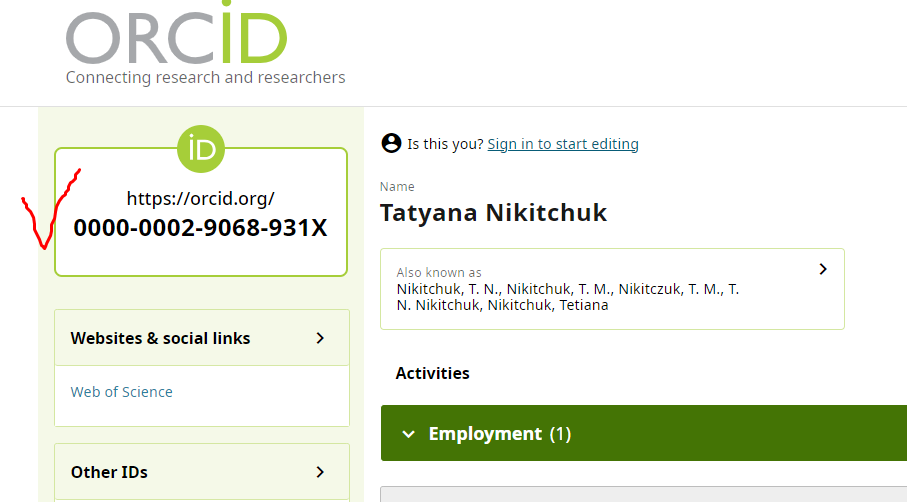 ORCID
Connecting research and researchers
iD
https://orcid.org/
0000-0002-9068-931X
Websites & social links
Web of Science
Other IDs
Is this you? Sign in to start editing
Name
Tatyana Nikitchuk
Also known as
Nikitchuk, T. N., Nikitchuk, T. M., Nikitczuk, T. M., T.
N. Nikitchuk, Nikitchuk, Tetiana
Activities
Employment (1)